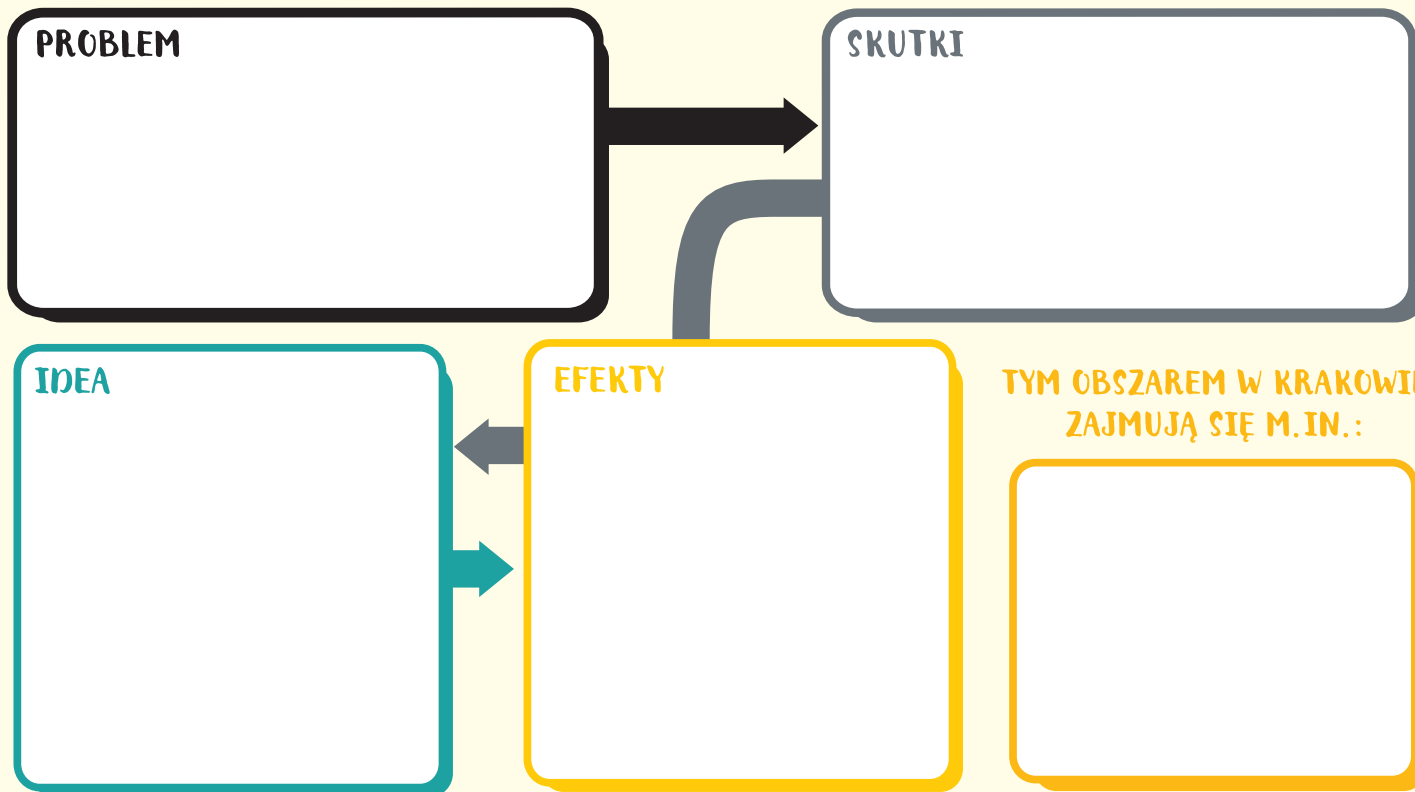 PROBLEM
SKUTKI
IDEA
EFEKTY
TYM OBSZAREM W KRAKOWI
ZAJMUJĄ SIĘ M.IN.: